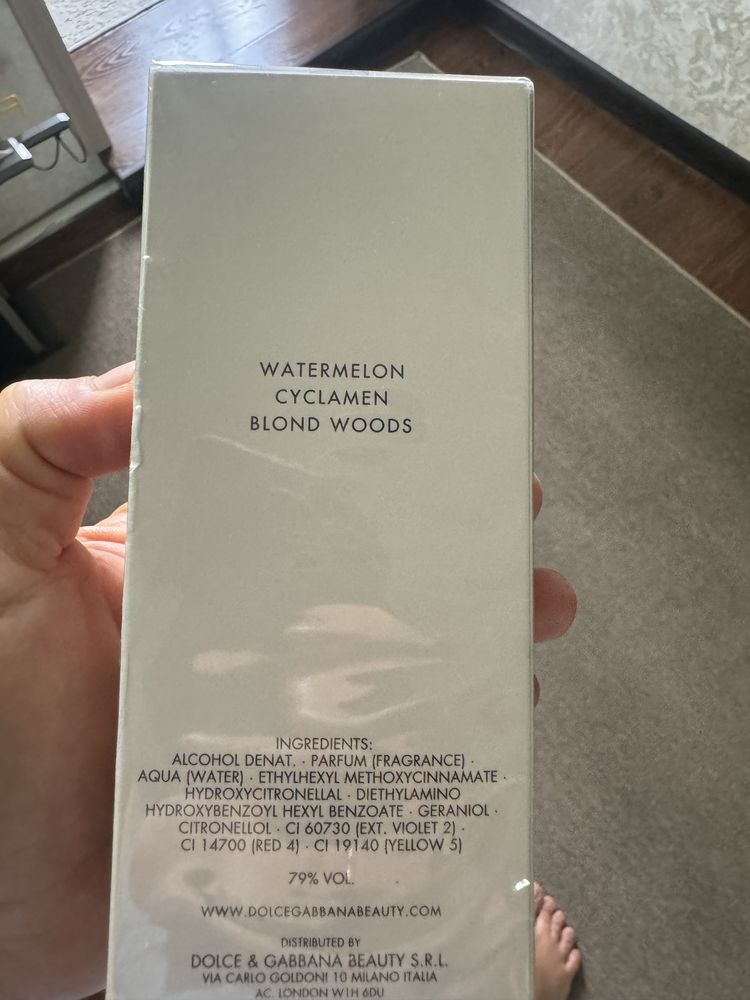 WATERMELON
CYCLAMEN
BLOND WOODS
INGREDIENTS:
ALCOHOL DENAT. · PARFUM (FRAGRANCE) ·
AQUA (WATER) · ETHYLHEXYL METHOXYCINNAMATE ·
HYDROXYCITRONELLAL · DIETHYLAMINO
HYDROXYBENZOYL HEXYL BENZOATE · GERANIOL ·
CITRONELLOL · CI 60730 (EXT. VIOLET 2) ·
CI 14700 (RED 4) · CI 19140 (YELLOW 5)
79% VOL.
WWW.DOLCEGABBANABEAUTY.COM
DISTRIBUTED BY
DOLCE & GABBANA BEAUTY S.R.L.
VIA CARLO GOLDONI 10 MILANO ITALIA
AC. LONDON W1H 6DU